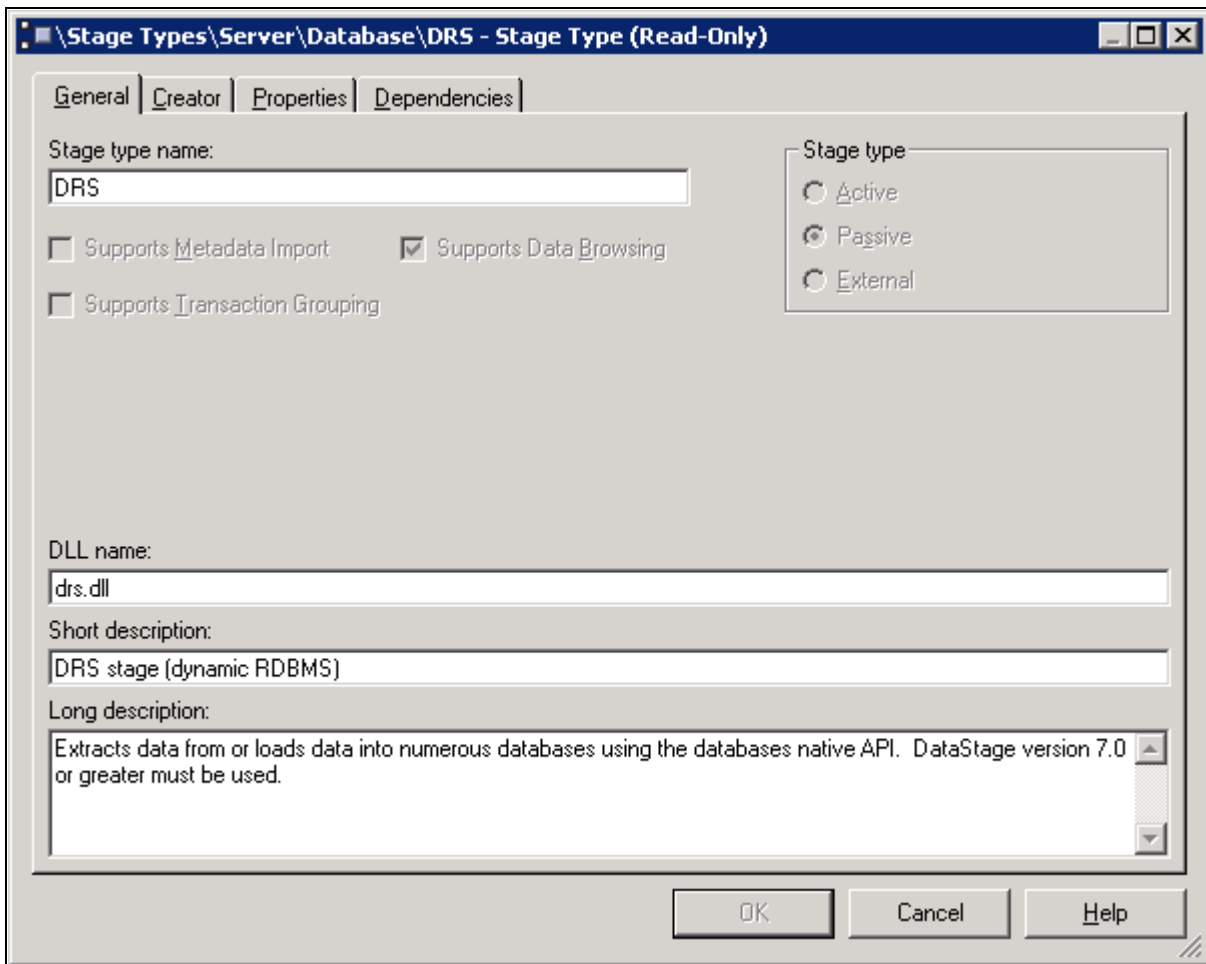 \Stage Types\Server\Database\DRS - Stage Type (Read-Only)
General Creator Properties Dependencies
Stage type name:
DRS
Supports Metadata Import Supports Data Browsing
Supports Transaction Grouping
Stage type
Active
Passive
External
DLL name:
drs.dll
Short description:
DRS stage (dynamic RDBMS)
Long description:
Extracts data from or loads data into numerous databases using the databases native API.  DataStage version 7.0
or greater must be used.
OK Cancel Help